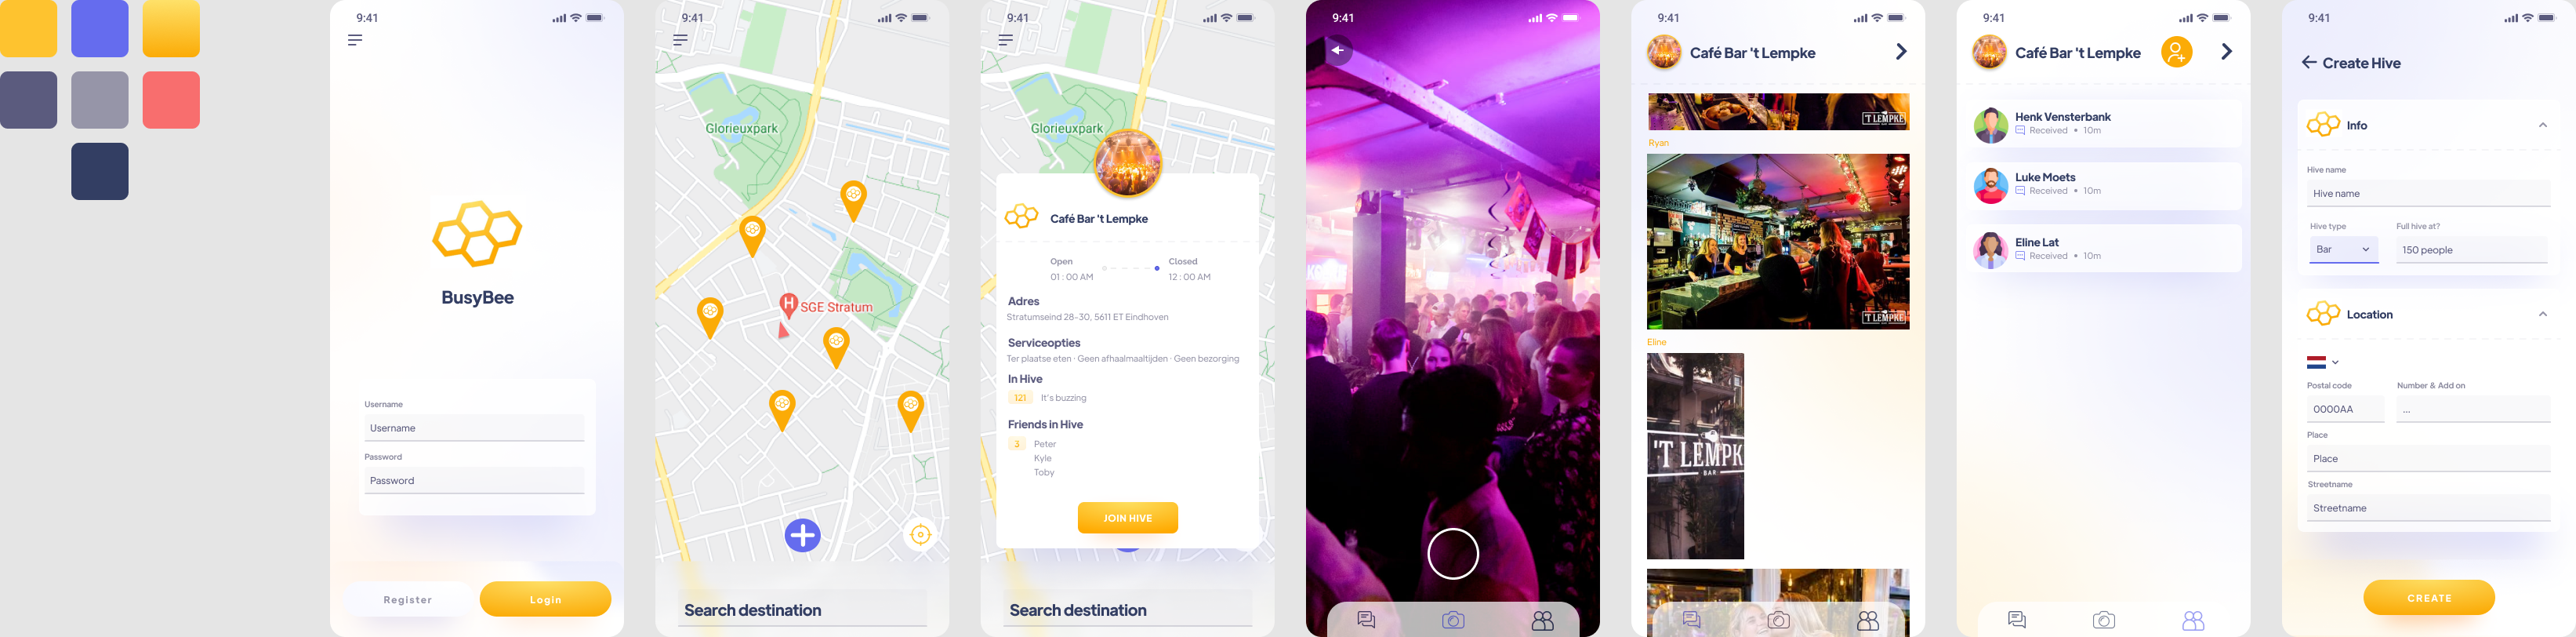 9:41
BusyBee
Username
Username
Password
Password
Register
Login
9:41
Glorieuxpark
SGE Stratum
Search destination
9:41
Glorieuxpark
Café Bar 't Lempke
Open
Closed
01 : 00 AM
12 : 00 AM
Adres
Stratumseind 28-30, 5611 ET Eindhoven
Serviceopties
Ter plaatse eten · Geen afhaalmaaltijden · Geen bezorging
In Hive
121 It's buzzing
Friends in Hive
3 Peter
Kyle
Toby
JOIN HIVE
Search destination
9:41
9:41
Café Bar 't Lempke
'T LEMPKE
Ryan
'T LEMPKE
Eline
'T LEMPK
BAR
9:41
Café Bar 't Lempke
Henk Vensterbank
Received • 10m
Luke Moets
Received • 10m
Eline Lat
Received • 10m
9:41
Create Hive
Info
Hive name
Hive name
Hive type
Full hive at?
Bar
150 people
Location
Postal code
Number & Add on
0000AA
...
Place
Place
Streetname
Streetname
CREATE